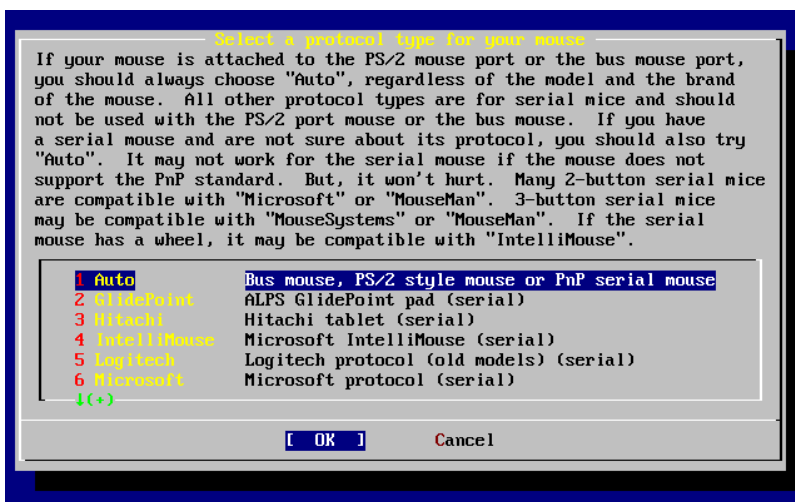 Select a protocol type for your mouse
If your mouse is attached to the PS/2 mouse port or the bus mouse port,
you should always choose "Auto", regardless of the model and the brand
of the mouse.  All other protocol types are for serial mice and should
not be used with the PS/2 port mouse or the bus mouse.  If you have
a serial mouse and are not sure about its protocol, you should also try
"Auto".  It may not work for the serial mouse if the mouse does not
support the PnP standard.  But, it won't hurt.  Many 2-button serial mice
are compatible with "Microsoft" or "MouseMan".  3-button serial mice
may be compatible with "MouseSystems" or "MouseMan".  If the serial
mouse has a wheel, it may be compatible with "IntelliMouse".
1 Auto Bus mouse, PS/2 style mouse or PnP serial mouse
2 GlidePoint ALPS GlidePoint pad (serial)
3 Hitachi Hitachi tablet (serial)
4 IntelliMouse Microsoft IntelliMouse (serial)
5 Logitech Logitech protocol (old models) (serial)
6 Microsoft Microsoft protocol (serial)
↓(+)
[ OK ] Cancel